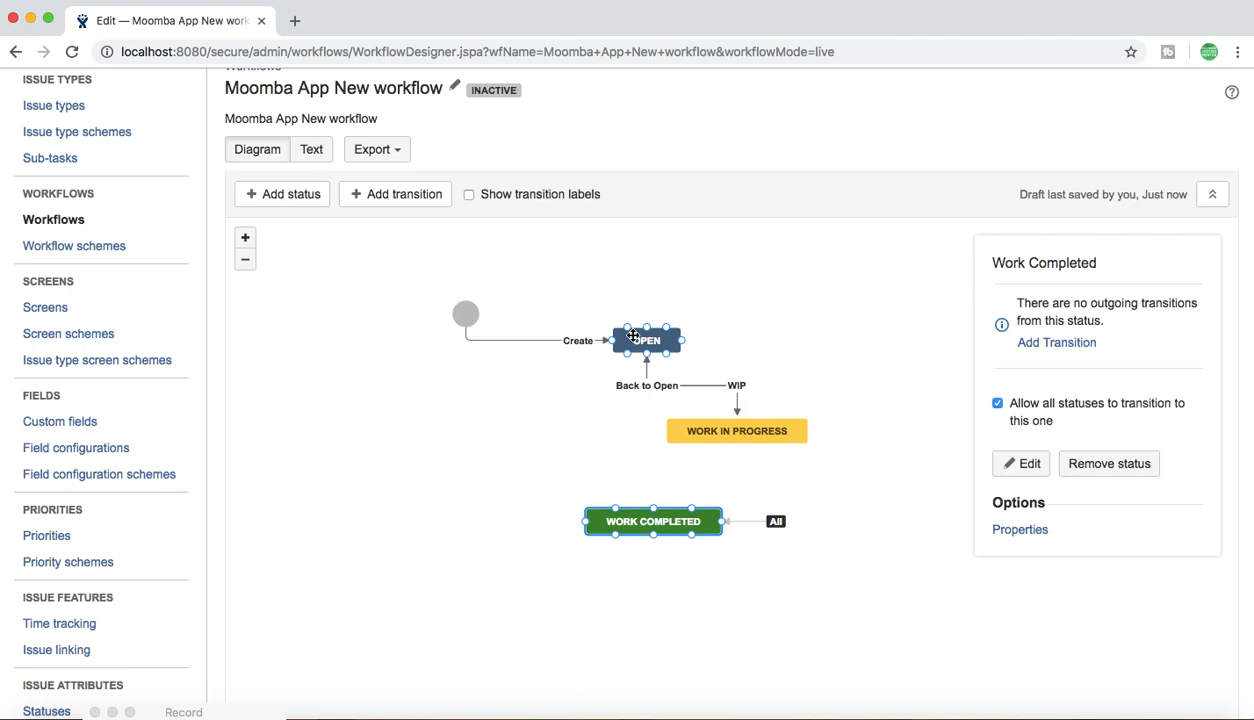 Edit — Moomba App New work
localhost:8080/secure/admin/workflows/WorkflowDesigner.jspa?wfName=Moomba+App+New+workflow&workflowMode=live
ISSUE TYPES
Issue types
Issue type schemes
Sub-tasks
WORKFLOWS
Workflows
Workflow schemes
SCREENS
Screens
Screen schemes
Issue type screen schemes
FIELDS
Custom fields
Field configurations
Field configuration schemes
PRIORITIES
Priorities
Priority schemes
ISSUE FEATURES
Time tracking
Issue linking
ISSUE ATTRIBUTES
Statuses
Record
Workflows
Moomba App New workflow
INACTIVE
Moomba App New workflow
Diagram
Text
Export
+ Add status
+ Add transition
Show transition labels
Draft last saved by you, Just now
+
−
Create
OPEN
Back to Open
WIP
WORK IN PROGRESS
WORK COMPLETED
All
Work Completed
There are no outgoing transitions
from this status.
Add Transition
Allow all statuses to transition to
this one
Edit
Remove status
Options
Properties